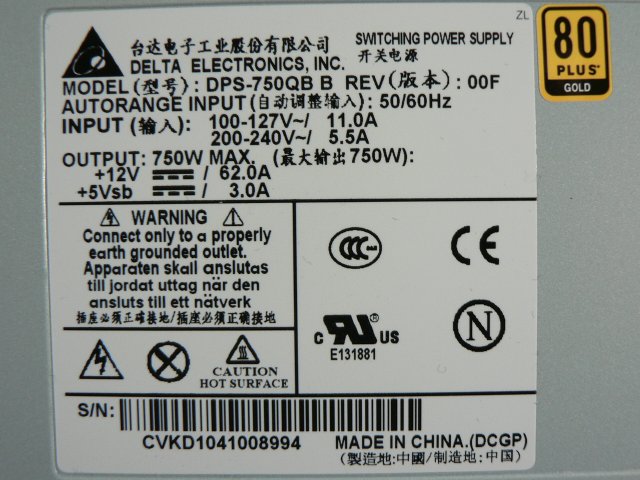 ZL
台达电子工业股份有限公司
DELTA ELECTRONICS, INC.
SWITCHING POWER SUPPLY
开关电源
80
PLUS
GOLD
MODEL (型号): DPS-750QB B REV(版本) :00F
AUTORANGE INPUT (自动调整输入): 50/60Hz
INPUT (输入): 100-127V~/ 11.0A
200-240V~/ 5.5A
OUTPUT: 750W MAX. (最大输出750W):
+12V / 62.0A
+5Vsb / 3.0A
WARNING
Connect only to a properly
earth grounded outlet.
Apparaten skall anslutas
till jordat uttag när den
ansluts till ett nätverk
插座必须正確接地/插座必须正确接地
CCC
CE
c UL US
E131881
N
CAUTION
HOT SURFACE
S/N:
CVKD1041008994
MADE IN CHINA.(DCGP)
(製造地:中國/制造地:中国)